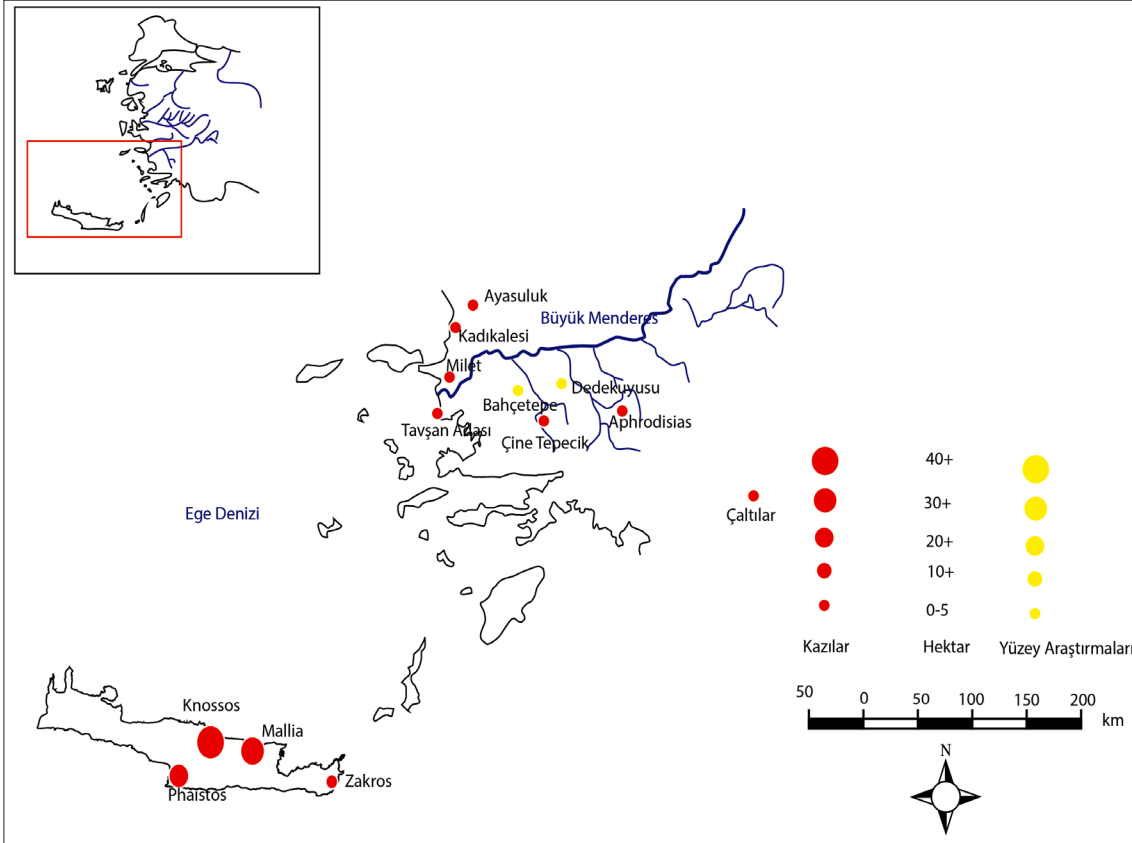 Ayasuluk
Büyük Menderes
Kadıkalesi
Milet
Dedekuyusu
Bahçetepe
Aphrodisias
Tavşan Adası
Çine Tepecik
Ege Denizi
Çaltılar
40+
30+
20+
10+
0-5
Kazılar
Hektar
Yüzey Araştırmaları
50 0 50 100 150 200
km
N
Knossos
Mallia
Zakros
Phaistos